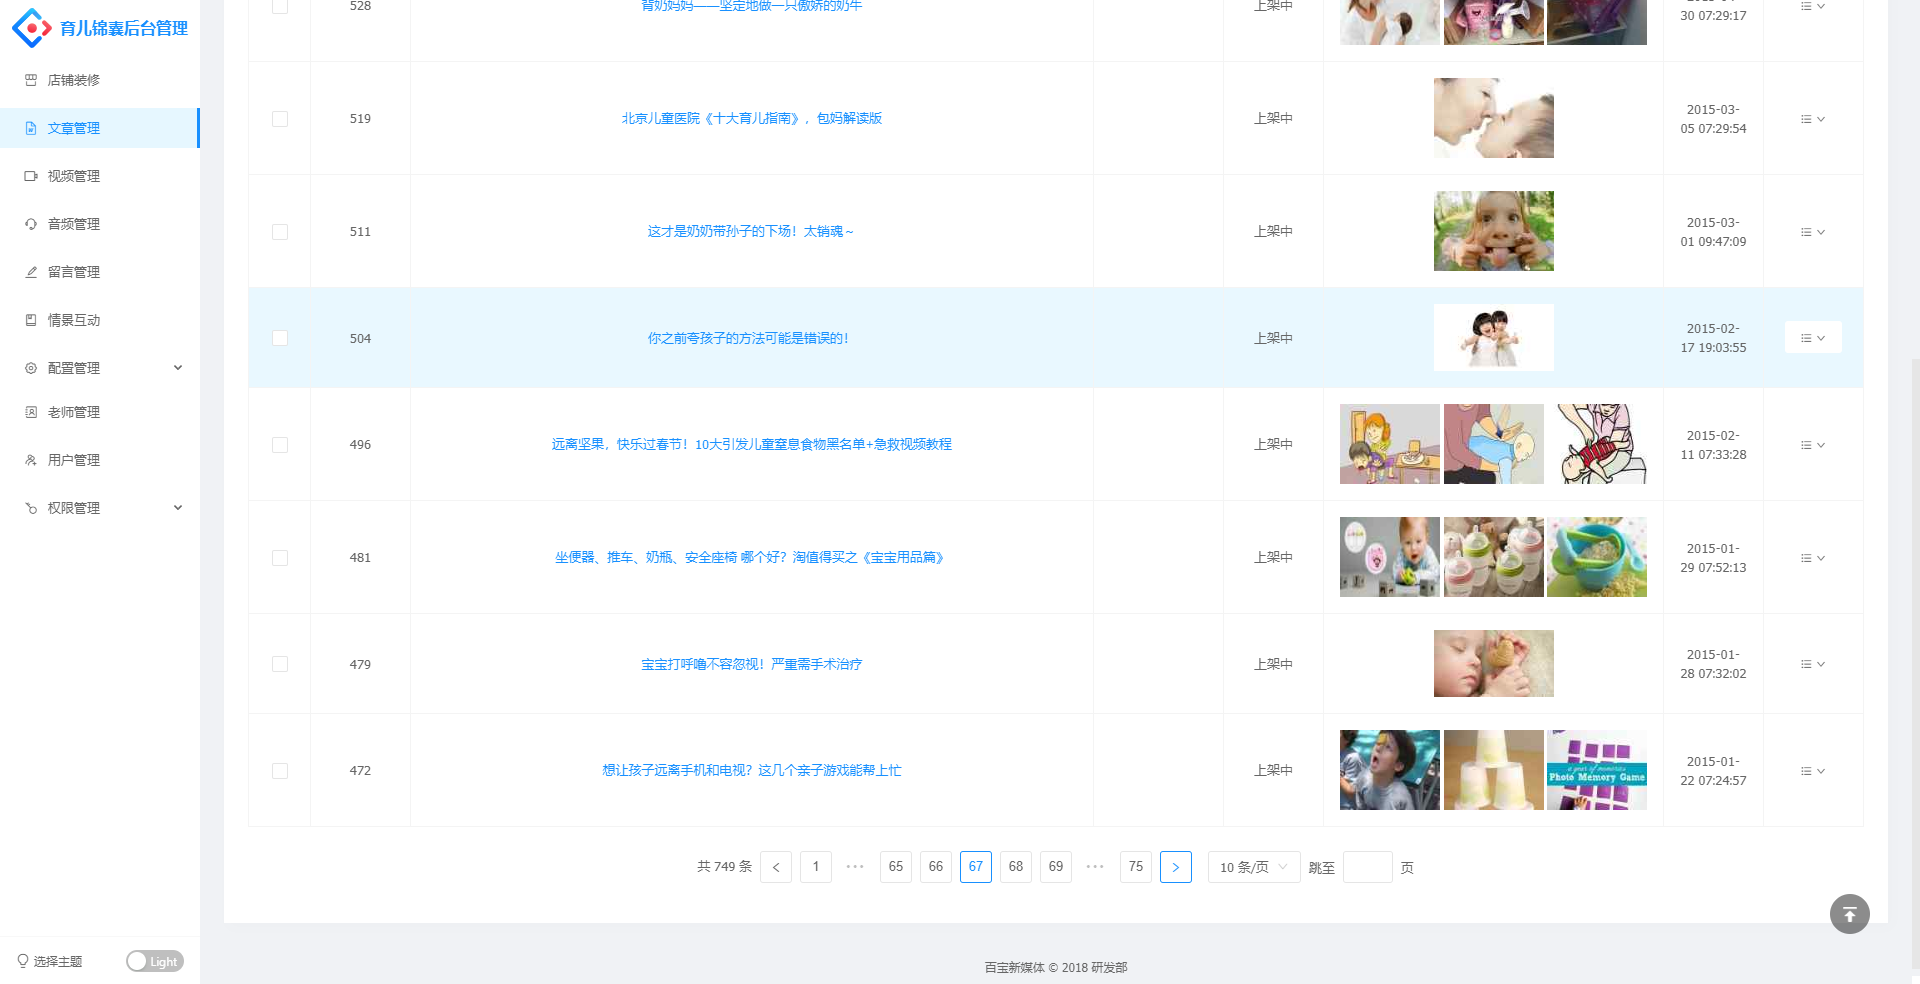 育儿锦囊后台管理
店铺装修
文章管理
视频管理
音频管理
留言管理
情景互动
配置管理
老师管理
用户管理
权限管理
选择主题
Light
528
背奶妈妈——坚定地做一只傲娇的奶牛
上架中
30 07:29:17
519
北京儿童医院《十大育儿指南》，包妈解读版
上架中
2015-03-
05 07:29:54
511
这才是奶奶带孙子的下场！太销魂～
上架中
2015-03-
01 09:47:09
504
你之前夸孩子的方法可能是错误的！
上架中
2015-02-
17 19:03:55
496
远离坚果，快乐过春节！10大引发儿童窒息食物黑名单+急救视频教程
上架中
2015-02-
11 07:33:28
481
坐便器、推车、奶瓶、安全座椅 哪个好？淘值得买之《宝宝用品篇》
上架中
2015-01-
29 07:52:13
479
宝宝打呼噜不容忽视！严重需手术治疗
上架中
2015-01-
28 07:32:02
472
想让孩子远离手机和电视？这几个亲子游戏能帮上忙
上架中
a year of memories
Photo Memory Game
2015-01-
22 07:24:57
共 749 条 < 1 ••• 65 66 67 68 69 ••• 75 > 10 条/页 跳至 页
百宝新媒体 © 2018 研发部